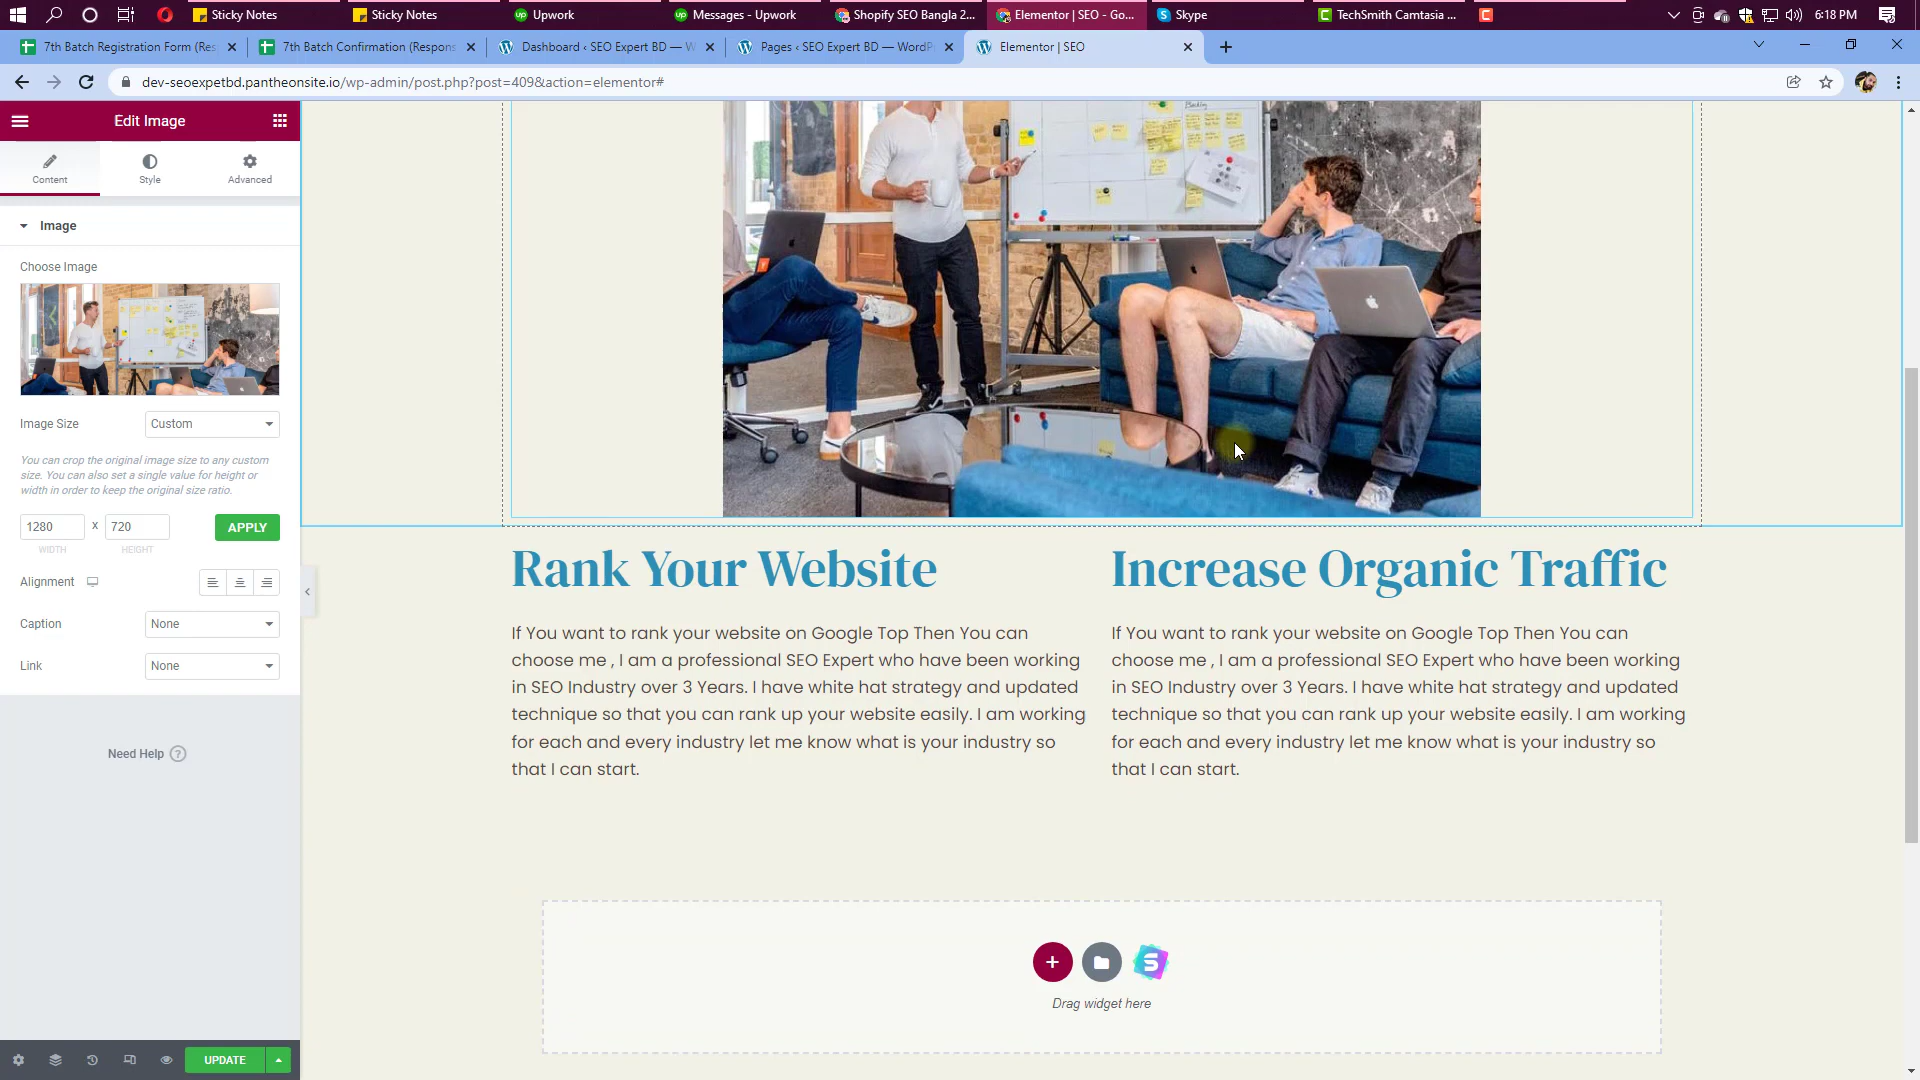 Sticky Notes
Sticky Notes
Upwork
Messages - Upwork
Shopify SEO Bangla 2...
Elementor | SEO - Go...
Skype
TechSmith Camtasia ...
6:18 PM
7th Batch Registration Form (Res
7th Batch Confirmation (Respons
Dashboard ‹ SEO Expert BD — W
Pages ‹ SEO Expert BD — WordP
Elementor | SEO
dev-seoexpetbd.pantheonsite.io/wp-admin/post.php?post=409&action=elementor#
Edit Image
Content
Style
Advanced
Image
Choose Image
Image Size
Custom
You can crop the original image size to any custom
size. You can also set a single value for height or
width in order to keep the original size ratio.
1280
x
720
APPLY
WIDTH
HEIGHT
Alignment
Caption
None
Link
None
Need Help
UPDATE
Rank Your Website
If You want to rank your website on Google Top Then You can
choose me , I am a professional SEO Expert who have been working
in SEO Industry over 3 Years. I have white hat strategy and updated
technique so that you can rank up your website easily. I am working
for each and every industry let me know what is your industry so
that I can start.
Increase Organic Traffic
If You want to rank your website on Google Top Then You can
choose me , I am a professional SEO Expert who have been working
in SEO Industry over 3 Years. I have white hat strategy and updated
technique so that you can rank up your website easily. I am working
for each and every industry let me know what is your industry so
that I can start.
Drag widget here